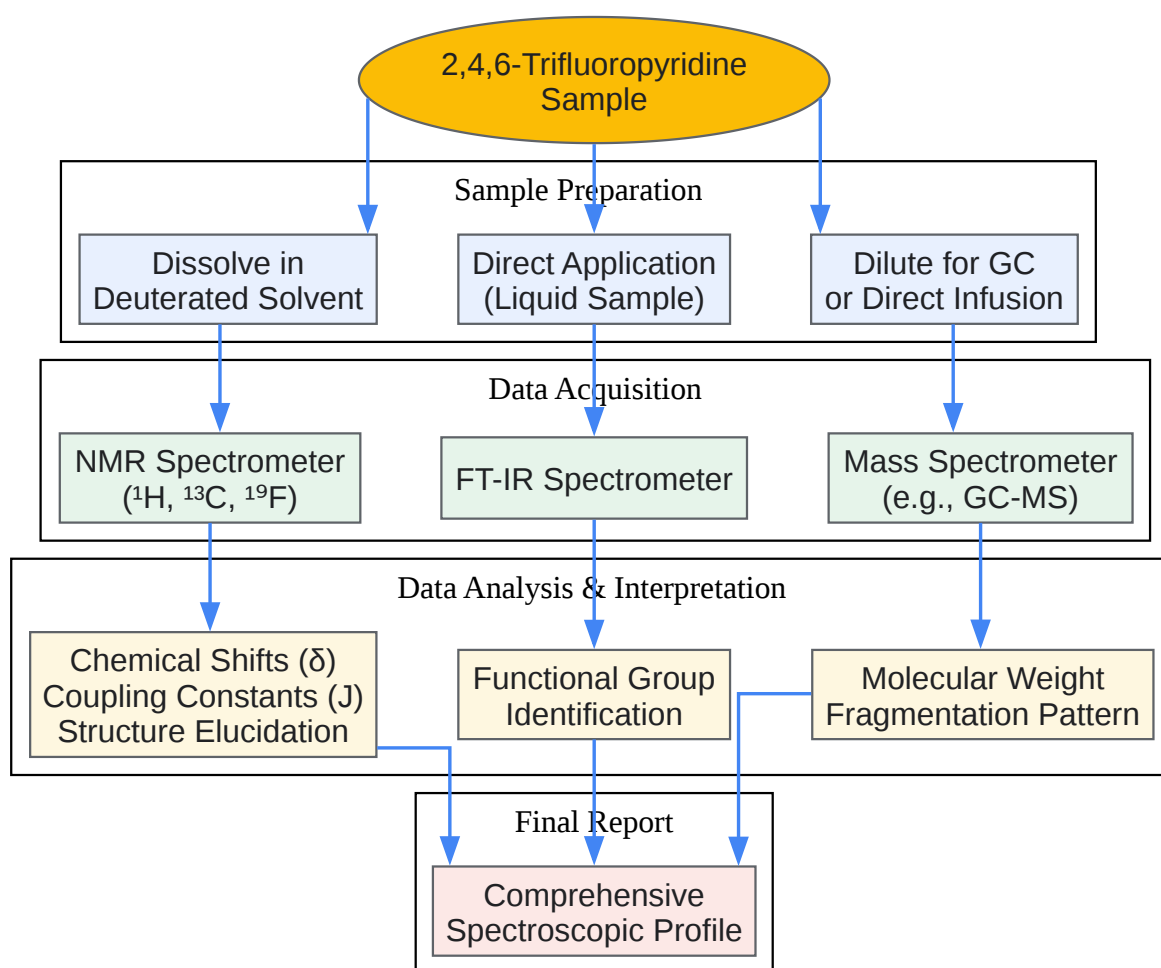 2,4,6-Trifluoropyridine
Sample
Sample Preparation
Dissolve in
Deuterated Solvent
Direct Application
(Liquid Sample)
Dilute for GC
or Direct Infusion
Data Acquisition
NMR Spectrometer
(¹H, ¹³C, ¹⁹F)
FT-IR Spectrometer
Mass Spectrometer
(e.g., GC-MS)
Data Analysis & Interpretation
Chemical Shifts (δ)
Coupling Constants (J)
Structure Elucidation
Functional Group
Identification
Molecular Weight
Fragmentation Pattern
Final Report
Comprehensive
Spectroscopic Profile